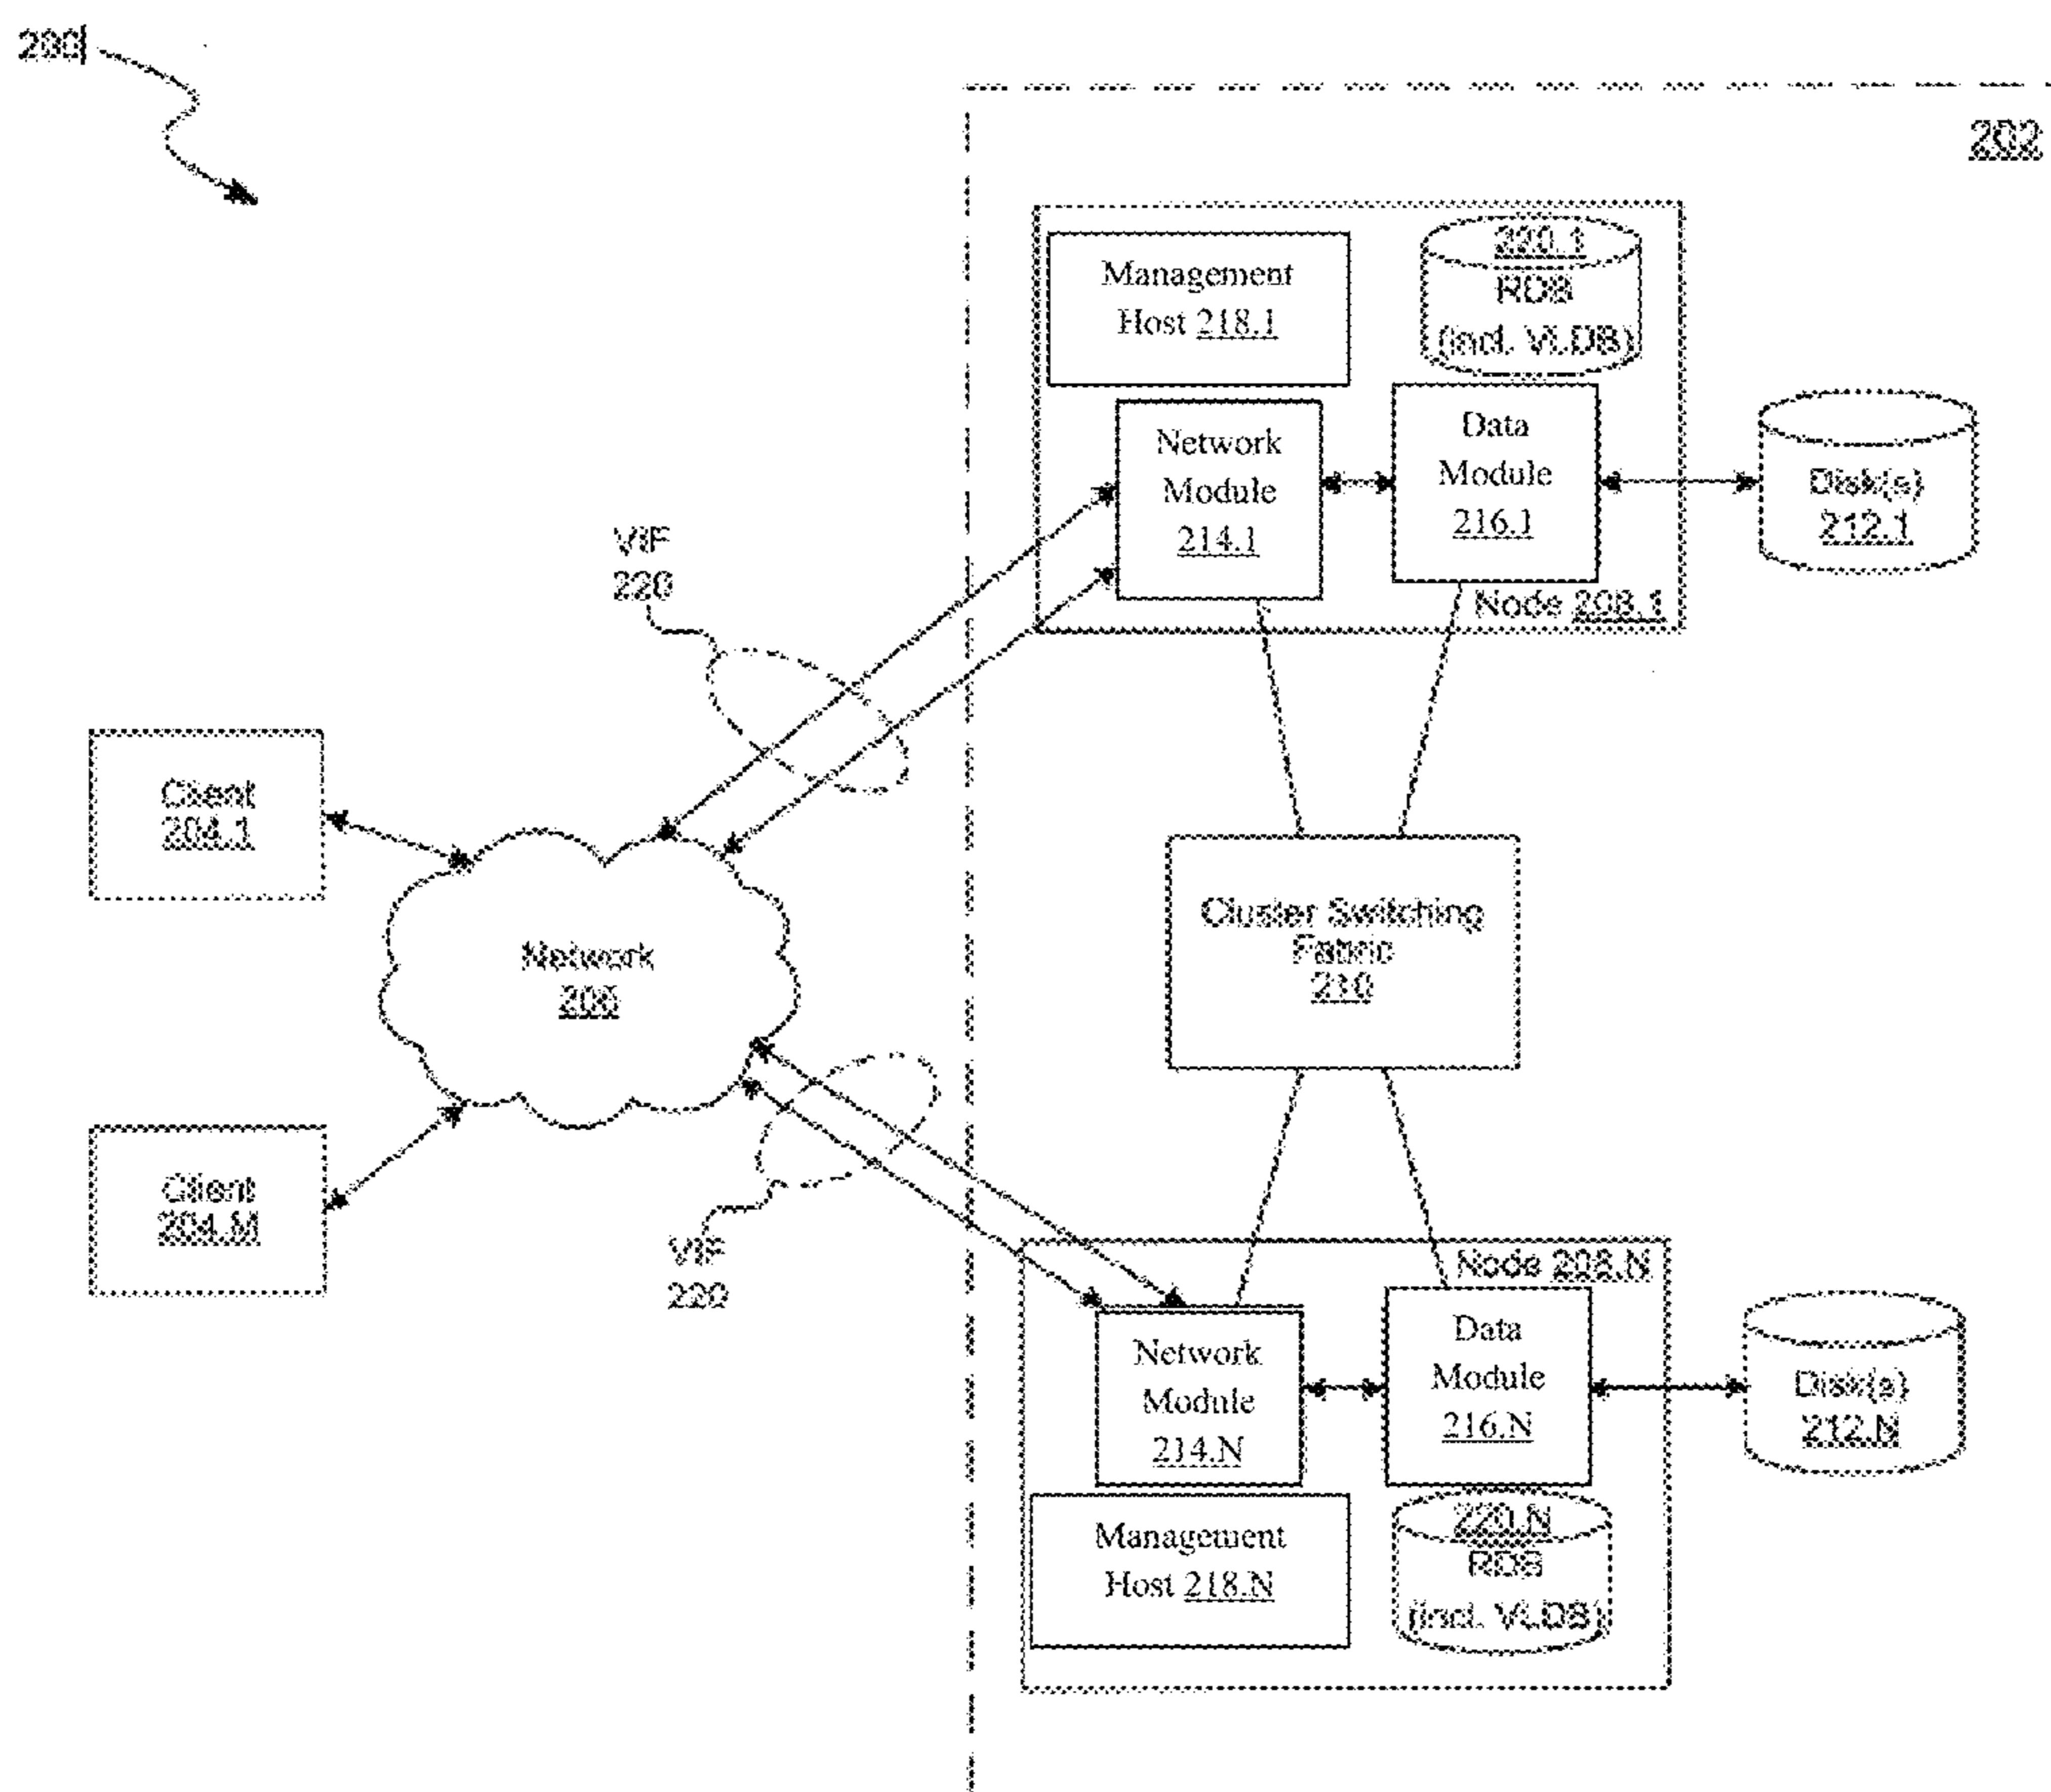 200
202
Management
Host 218.1
220.1
RDB
(incl. VLDB)
Network
Module
214.1
Data
Module
216.1
Disk(s)
212.1
Node 208.1
VIF
220
Client
204.1
Network
206
Cluster Switching
Fabric
210
Client
204.M
VIF
220
Node 208.N
Network
Module
214.N
Data
Module
216.N
Disk(s)
212.N
Management
Host 218.N
220.N
RDB
(incl. VLDB)